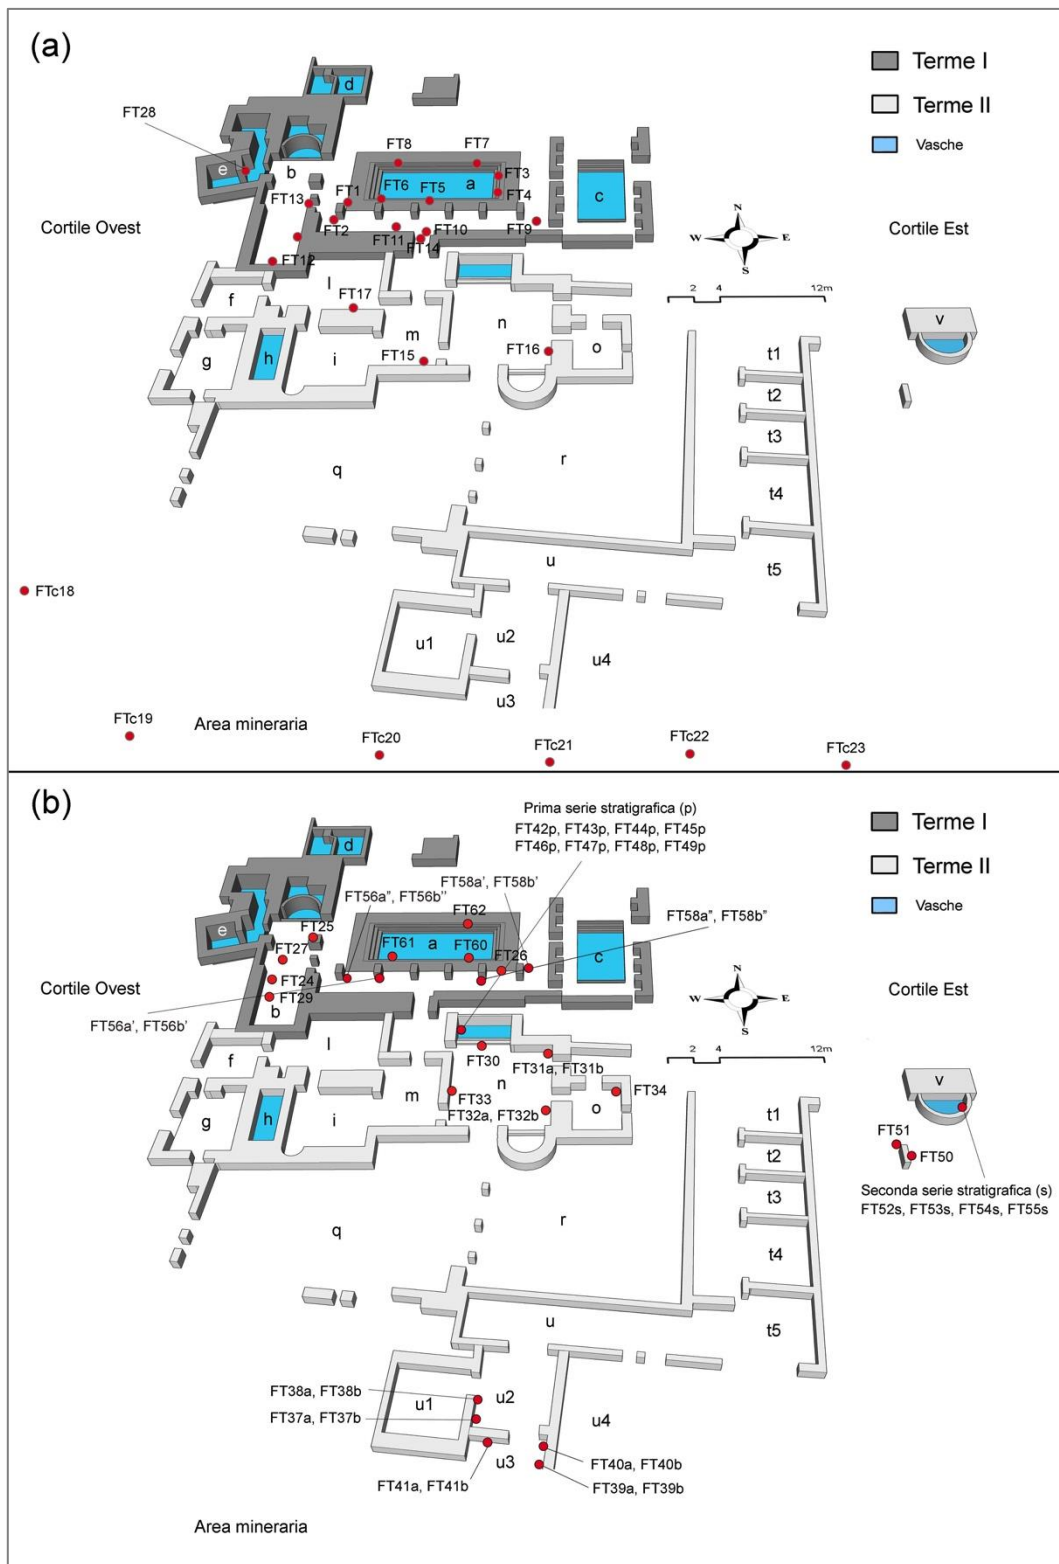 (a)
Terme I
Terme II
Vasche
d
FT28
b
e
FT8
FT7
a
FT3
FT4
FT6
FT5
FT1
FT13
FT2
FT11
FT10
FT14
FT9
c
Cortile Ovest
N
W
E
S
Cortile Est
FT12
l
f
FT17
2
4
12m
m
n
v
g
h
i
FT15
FT16
o
t1
t2
t3
q
r
t4
u
t5
FTc18
u1
u2
u4
u3
FTc19
Area mineraria
FTc20
FTc21
FTc22
FTc23
(b)
Prima serie stratigrafica (p)
FT42p, FT43p, FT44p, FT45p
FT46p, FT47p, FT48p, FT49p
Terme I
Terme II
Vasche
d
FT56a", FT56b''
FT58a', FT58b'
FT58a", FT58b"
FT25
FT62
e
FT61
a
FT60
FT26
c
FT27
Cortile Ovest
FT24
FT29
b
N
W
E
S
Cortile Est
FT56a', FT56b'
l
f
FT30
FT31a, FT31b
2
4
12m
m
n
v
FT33
FT34
g
h
i
FT32a, FT32b
o
t1
FT51
t2
FT50
t3
Seconda serie stratigrafica (s)
FT52s, FT53s, FT54s, FT55s
q
r
t4
u
t5
FT38a, FT38b
u1
u2
u4
FT37a, FT37b
u3
FT40a, FT40b
FT41a, FT41b
FT39a, FT39b
Area mineraria